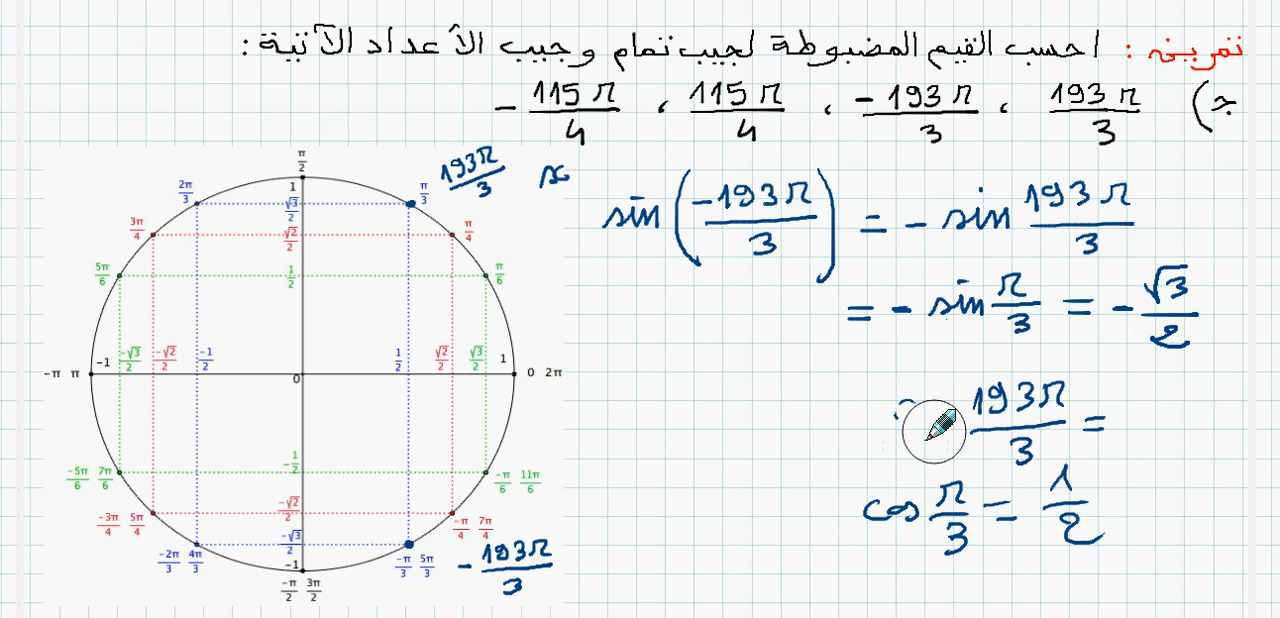 تمرين : احسب القيم المضبوطة لجيب تمام وجيب الأعداد الآتية :
ج) 193π/3 ، -193π/3 ، 115π/4 ، -115π/4
π/2
193π/3
2π/3 1 √3/2 π/3
3π/4 √2/2 π/4
5π/6 1/2 π/6
-π π -1 -√3/2 -√2/2 -1/2 0 1/2 √2/2 √3/2 1 0 2π
-5π/6 7π/6 -1/2 -π/6 11π/6
-3π/4 5π/4 -√2/2 -π/4 7π/4
-2π/3 4π/3 -√3/2 -π/3 5π/3 -193π/3
-1
-π/2 3π/2
sin(-193π/3) = - sin 193π/3
= - sin π/3 = - √3/2
193π/3 =
cos π/3 = 1/2